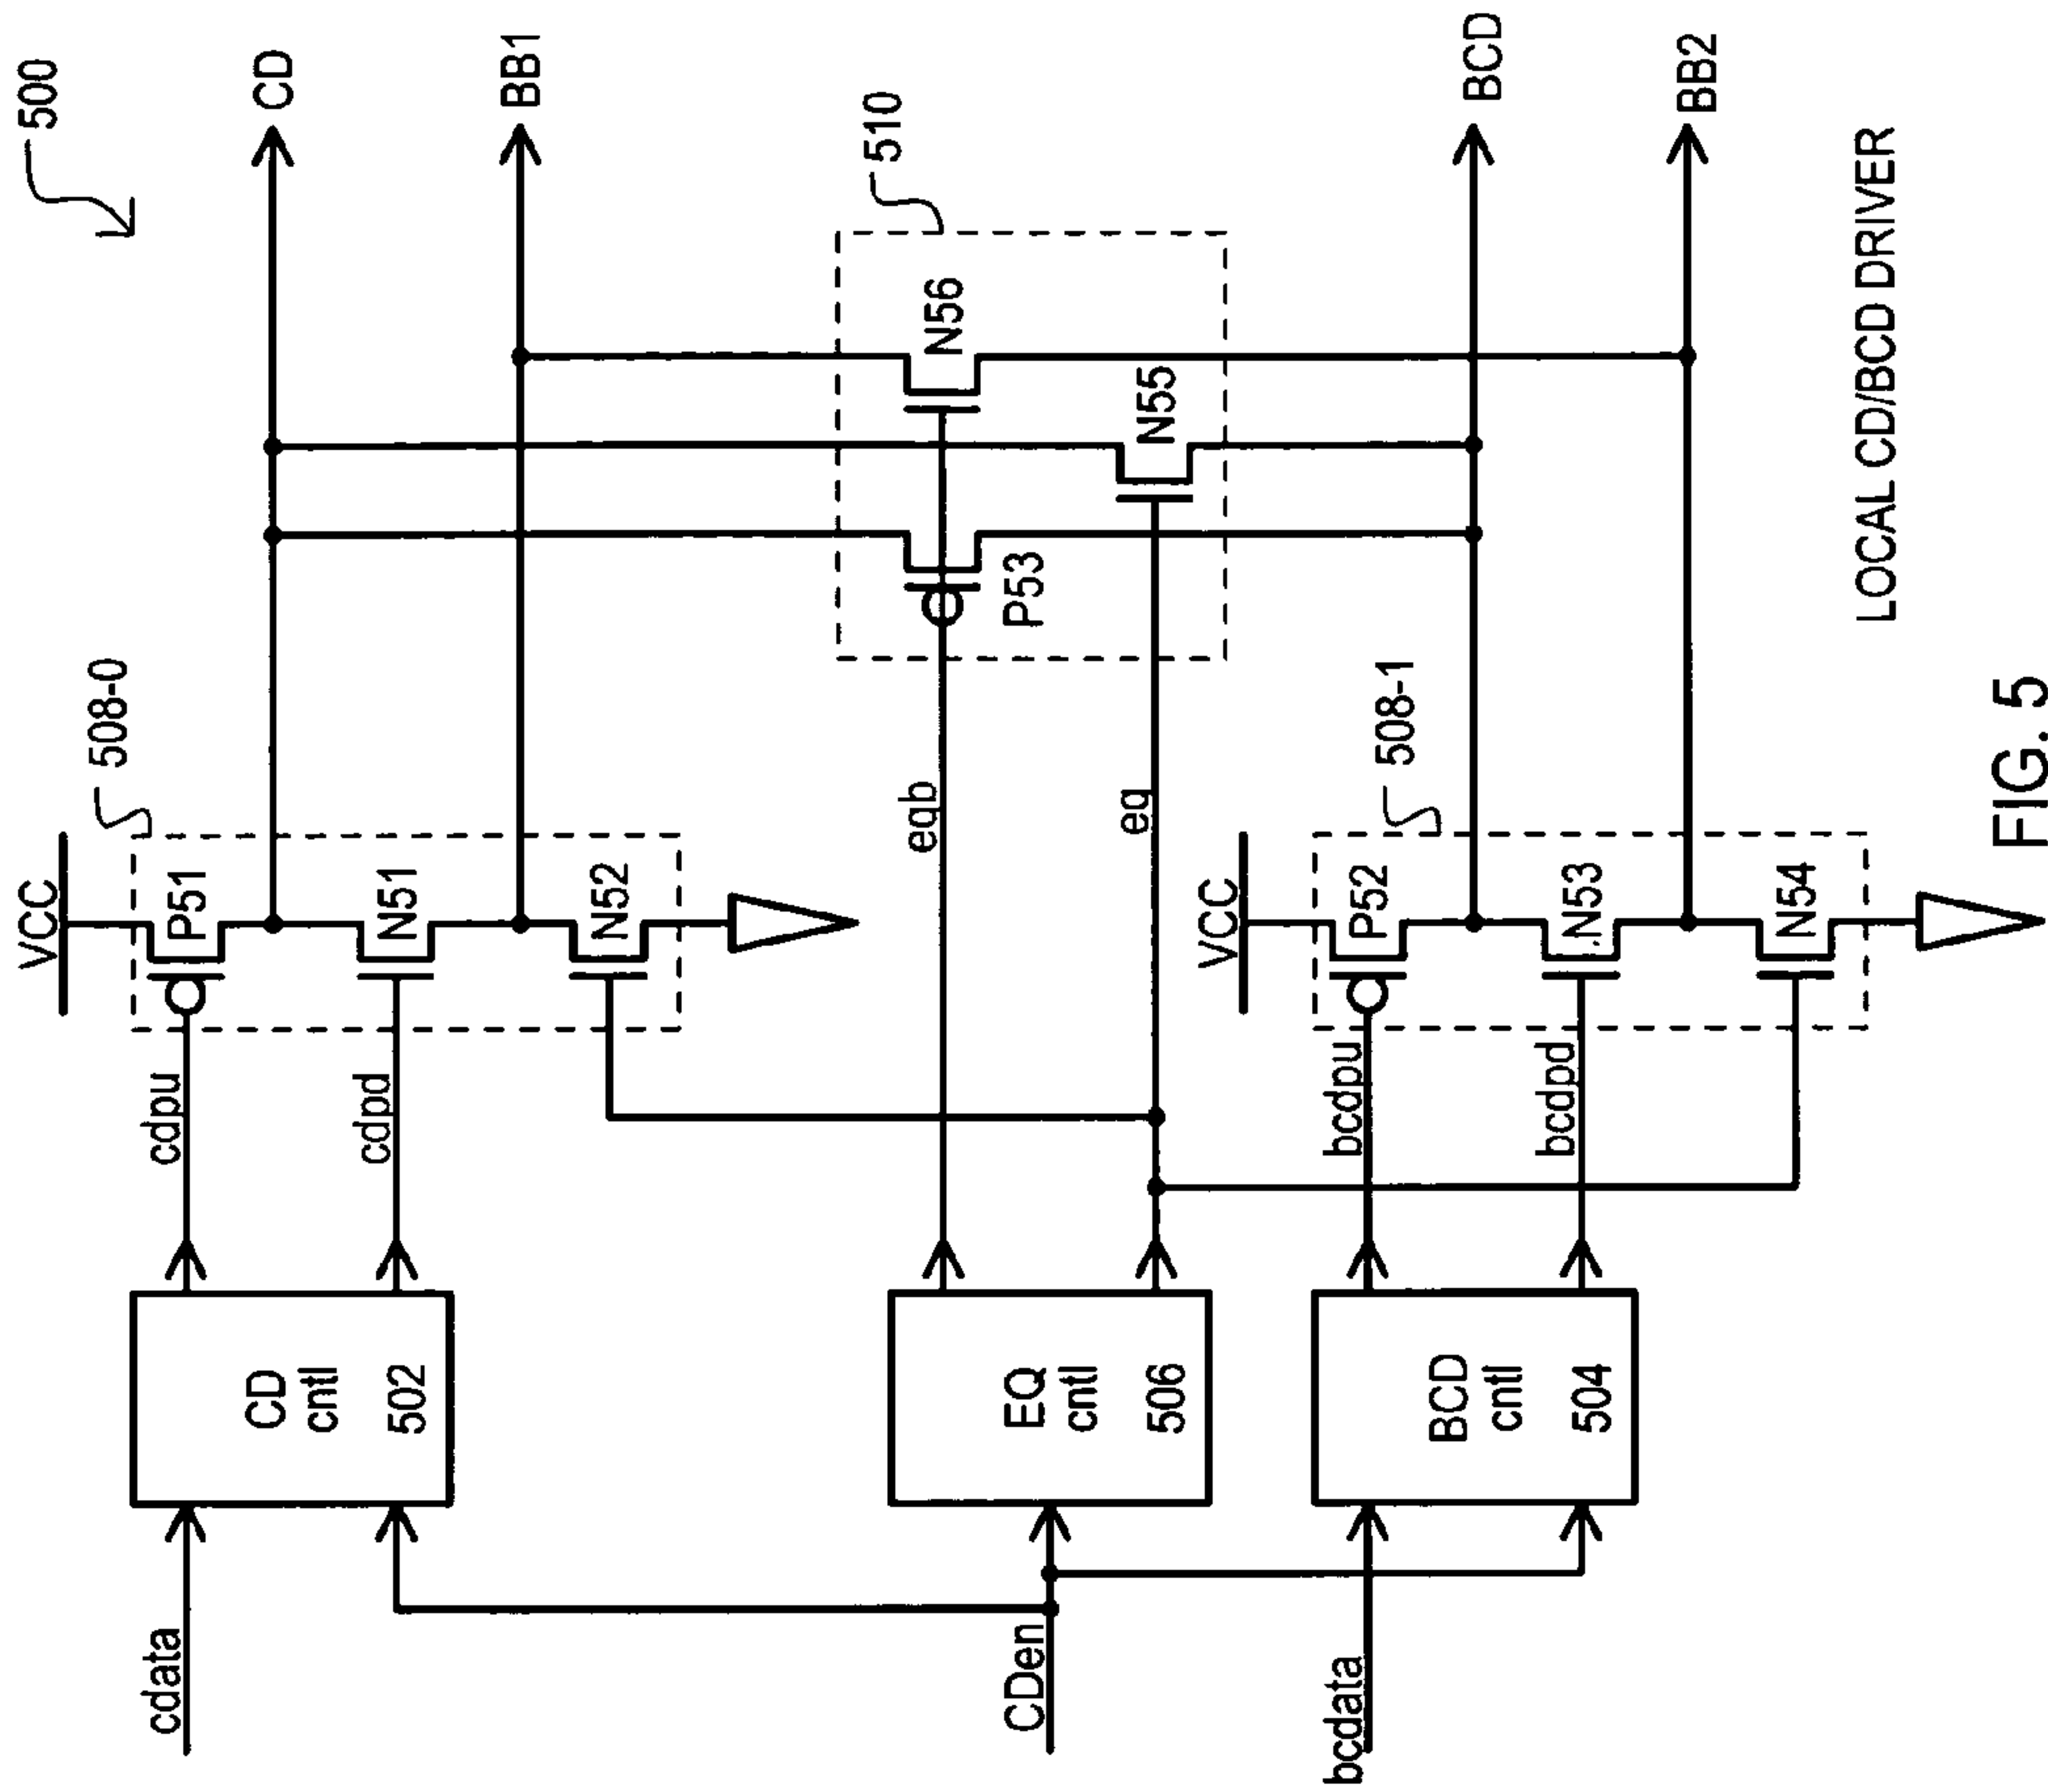 500
CD
BB1
510
BCD
BB2
508-0
VCC
P51
N51
N52
cdpu
cdpd
CD
cntl
502
cdata
N56
N55
P53
eqb
eq
EQ
cntl
506
CDen
508-1
VCC
P52
N53
N54
bcdpu
bcdpd
BCD
cntl
504
bcdata
LOCAL CD/BCD DRIVER
FIG. 5